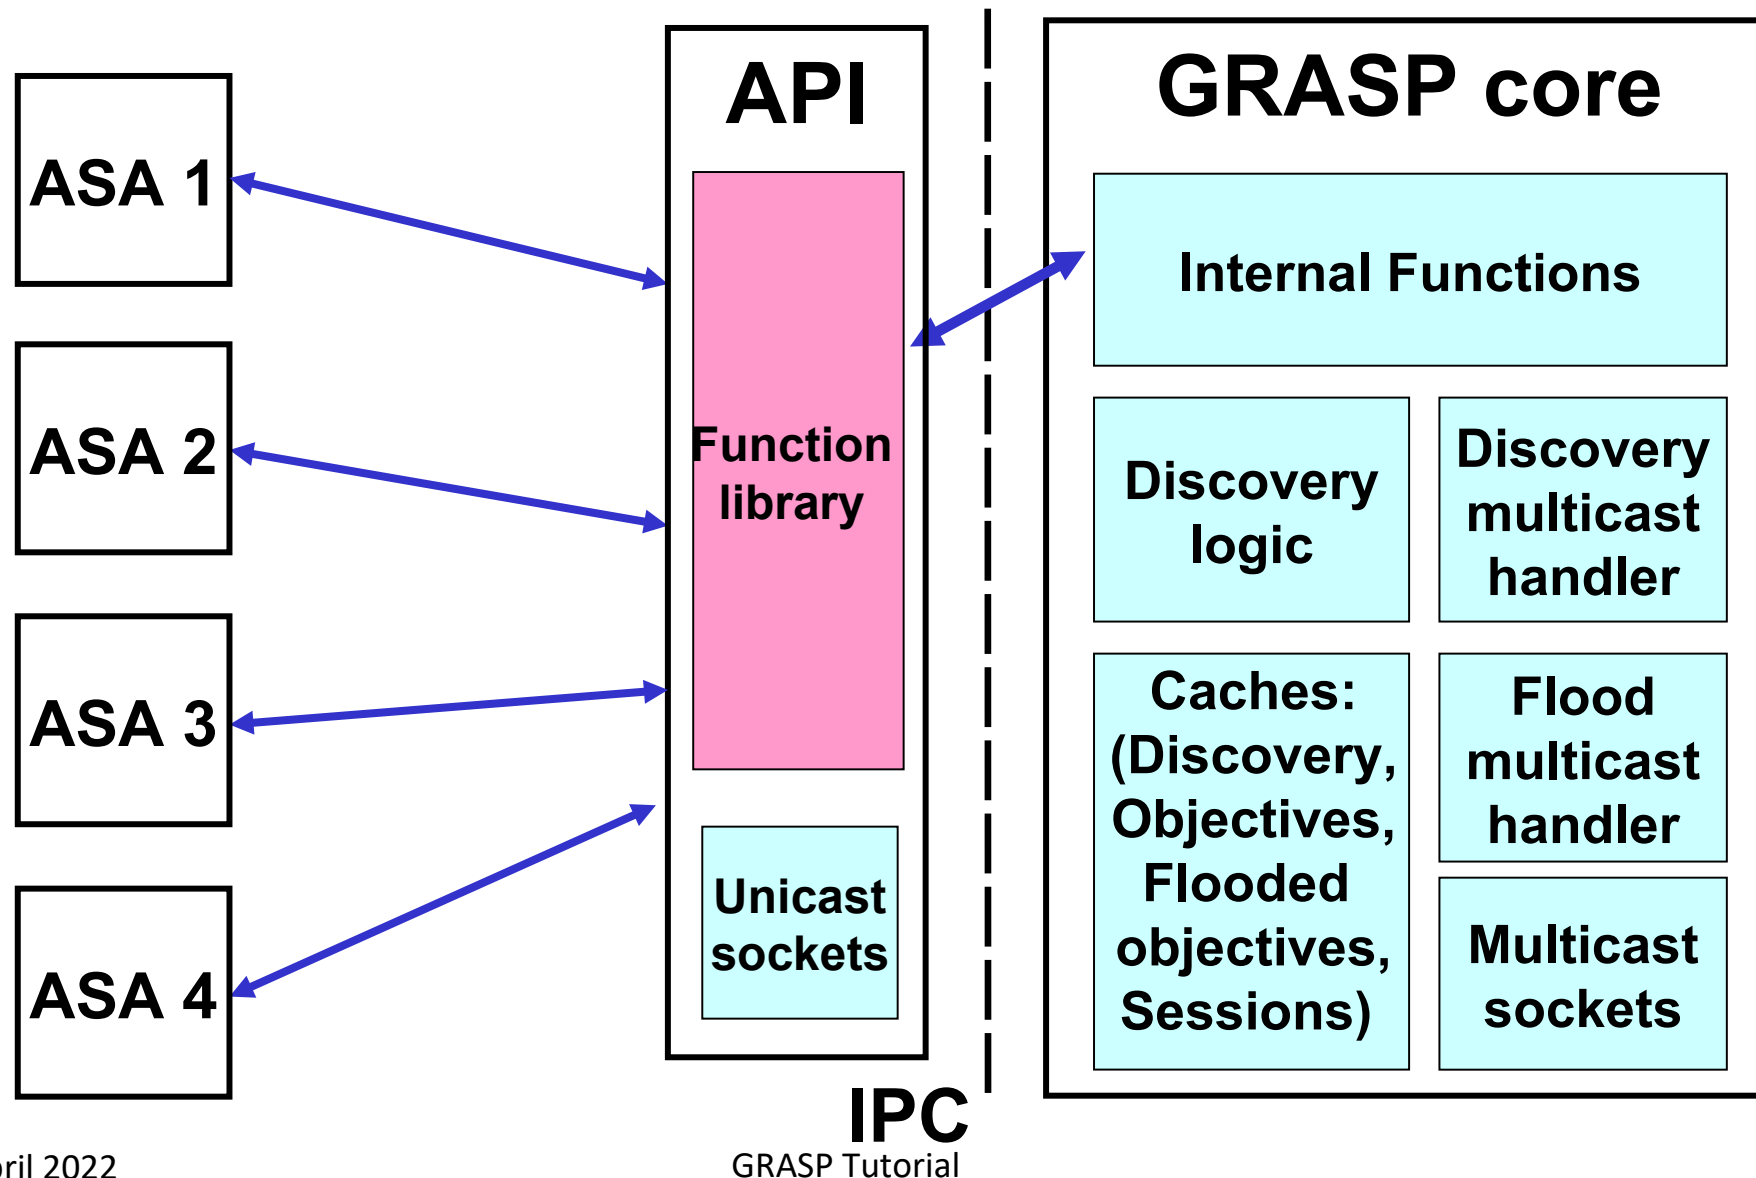 ASA 1
ASA 2
ASA 3
ASA 4
API
Function
library
Unicast
sockets
IPC
GRASP core
Internal Functions
Discovery
logic
Discovery
multicast
handler
Caches:
(Discovery,
Objectives,
Flooded
objectives,
Sessions)
Flood
multicast
handler
Multicast
sockets
2022
GRASP Tutorial